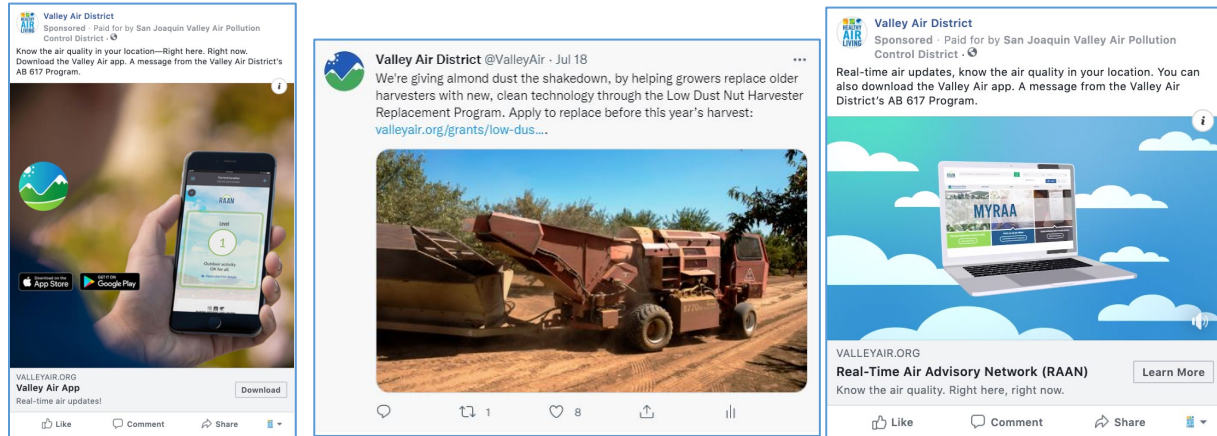 HEALTHY
AIR
LIVING
Valley Air District
Sponsored · Paid for by San Joaquin Valley Air Pollution
Control District ·
Know the air quality in your location—Right here. Right now.
Download the Valley Air app. A message from the Valley Air District's
AB 617 Program.
i
RAAN
Level
1
Outdoor activity
OK for all.
Download on the
App Store
GET IT ON
Google Play
VALLEYAIR.ORG
Valley Air App
Real-time air updates!
Download
Like
Comment
Share
Valley Air District @ValleyAir · Jul 18
We're giving almond dust the shakedown, by helping growers replace older
harvesters with new, clean technology through the Low Dust Nut Harvester
Replacement Program. Apply to replace before this year's harvest:
valleyair.org/grants/low-dus….
1
8
HEALTHY
AIR
LIVING
Valley Air District
Sponsored · Paid for by San Joaquin Valley Air Pollution
Control District ·
Real-time air updates, know the air quality in your location. You can
also download the Valley Air app. A message from the Valley Air
District's AB 617 Program.
i
MYRAA
VALLEYAIR.ORG
Real-Time Air Advisory Network (RAAN)
Know the air quality. Right here, right now.
Learn More
Like
Comment
Share